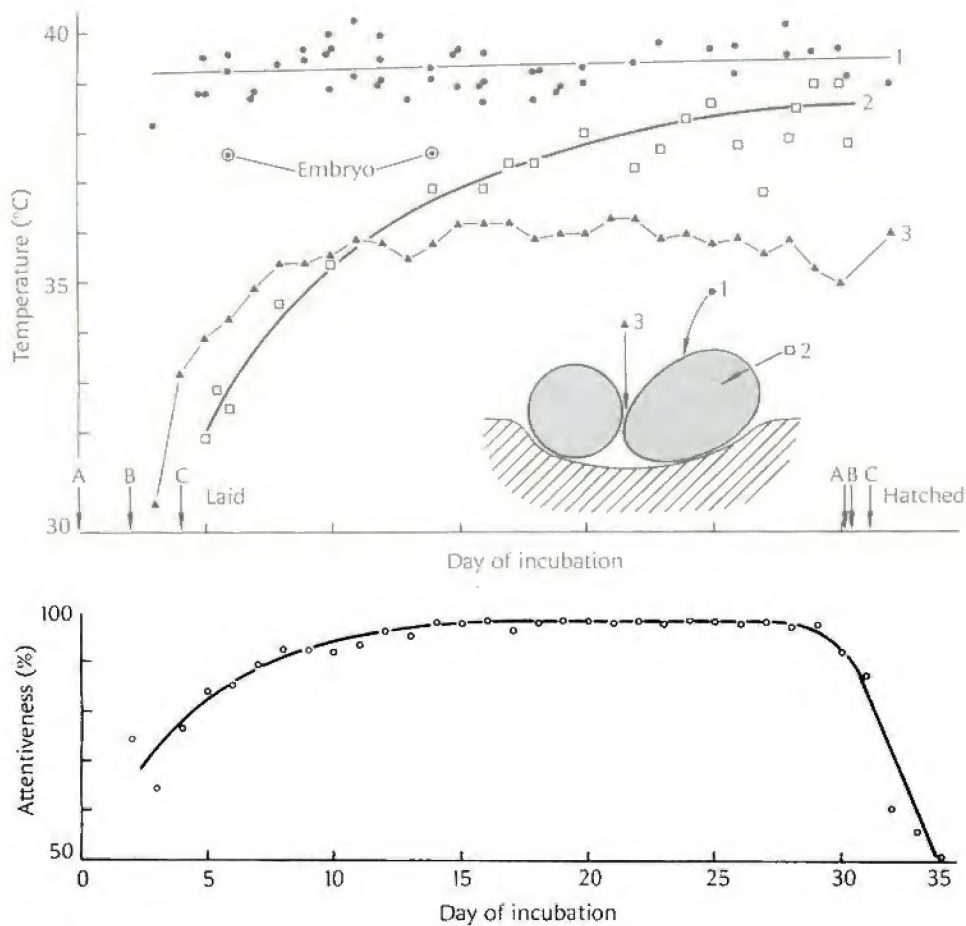 40
1
2
Embryo
Temperature (°C)
3
35
1
3
2
A B C Laid
A B C Hatched
30
Day of incubation
100
Attentiveness (%)
50
0 5 10 15 20 25 30 35
Day of incubation